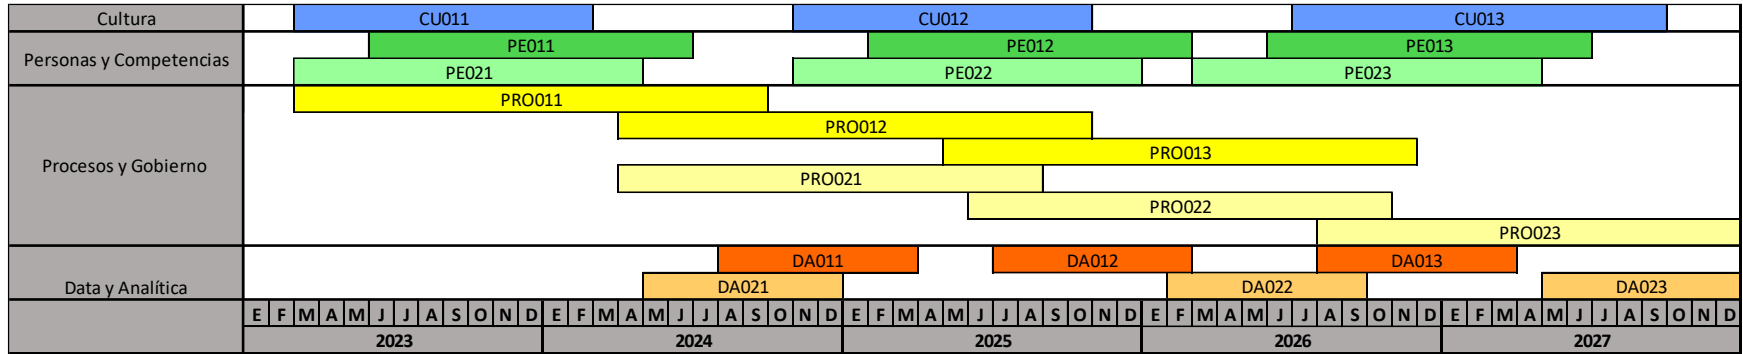 Cultura CU011 CU012 CU013
Personas y Competencias
PE011 PE012 PE013
PE021 PE022 PE023
Procesos y Gobierno
PRO011
PRO012
PRO013
PRO021
PRO022
PRO023
Data y Analítica
DA011 DA012 DA013
DA021 DA022 DA023
E F M A M J J A S O N D E F M A M J J A S O N D E F M A M J J A S O N D E F M A M J J A S O N D E F M A M J J A S O N D
2023 2024 2025 2026 2027